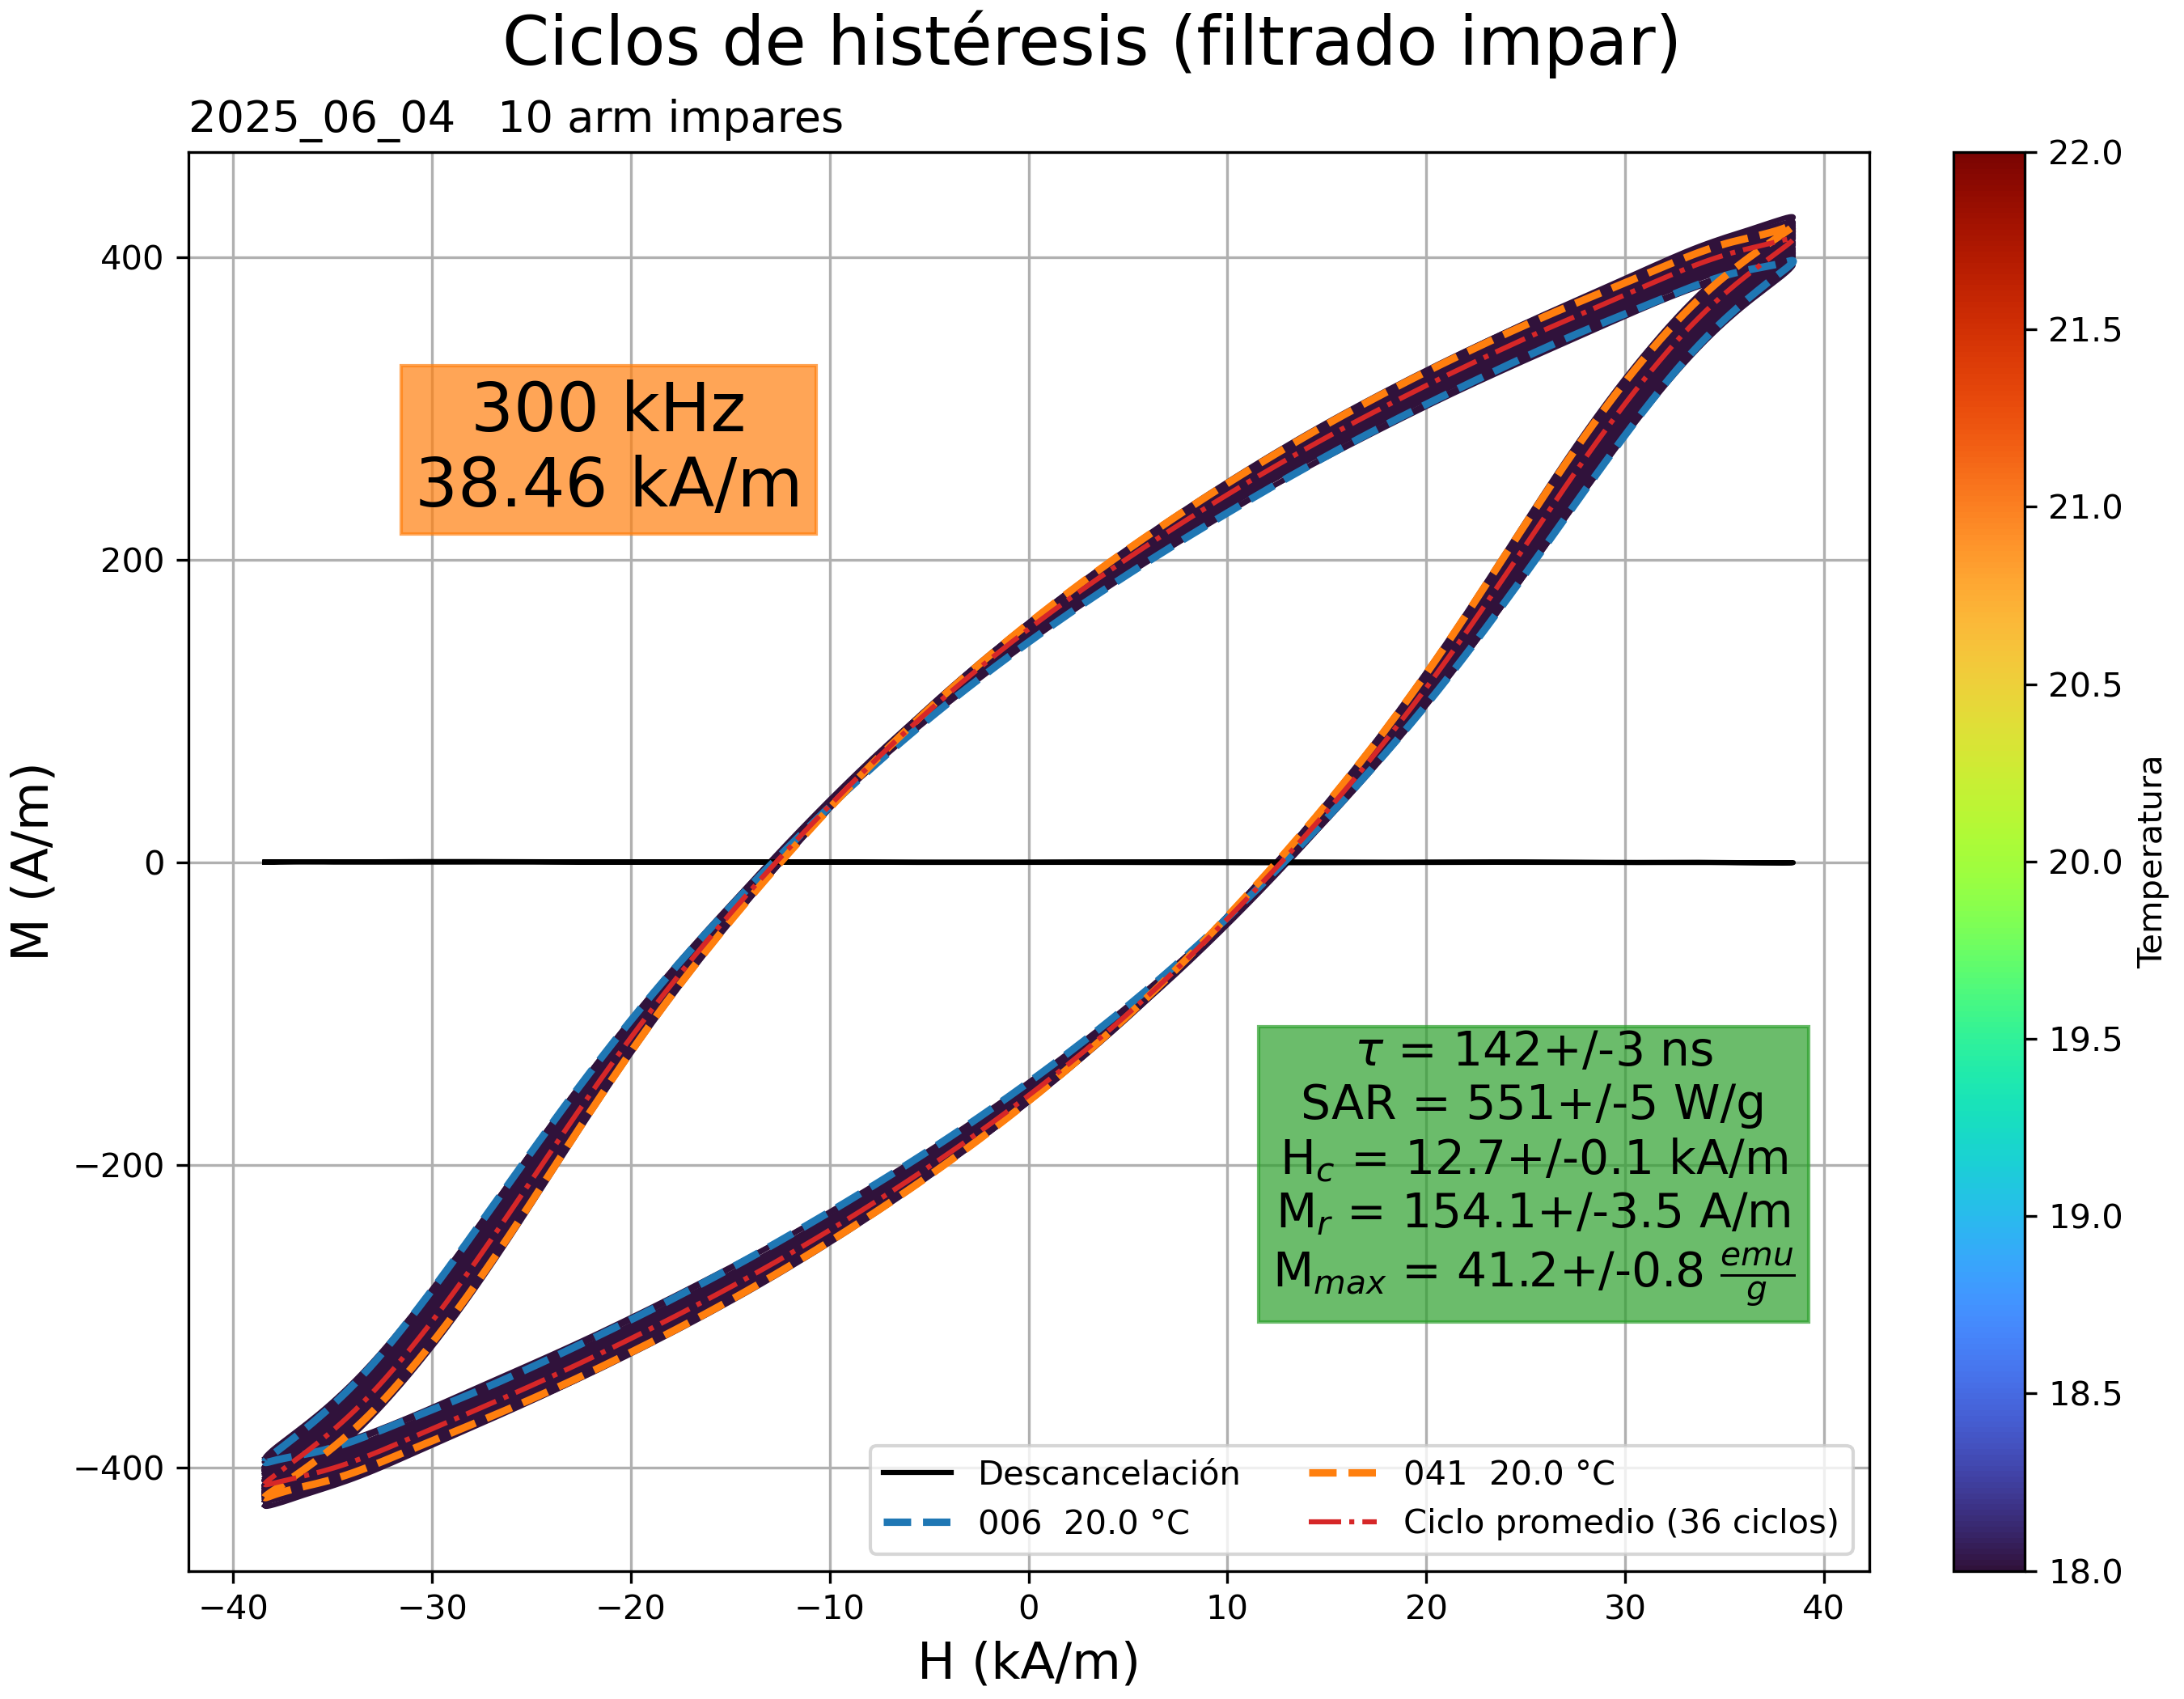 Ciclos de histéresis (filtrado impar)
2025_06_04   10 arm impares
400
200
0
−200
−400
M (A/m)
300 kHz
38.46 kA/m
τ = 142+/-3 ns
SAR = 551+/-5 W/g
H_c = 12.7+/-0.1 kA/m
M_r = 154.1+/-3.5 A/m
M_max = 41.2+/-0.8 emu/g
Descancelación
006  20.0 °C
041  20.0 °C
Ciclo promedio (36 ciclos)
−40 −30 −20 −10 0 10 20 30 40
H (kA/m)
22.0
21.5
21.0
20.5
20.0
19.5
19.0
18.5
18.0
Temperatura